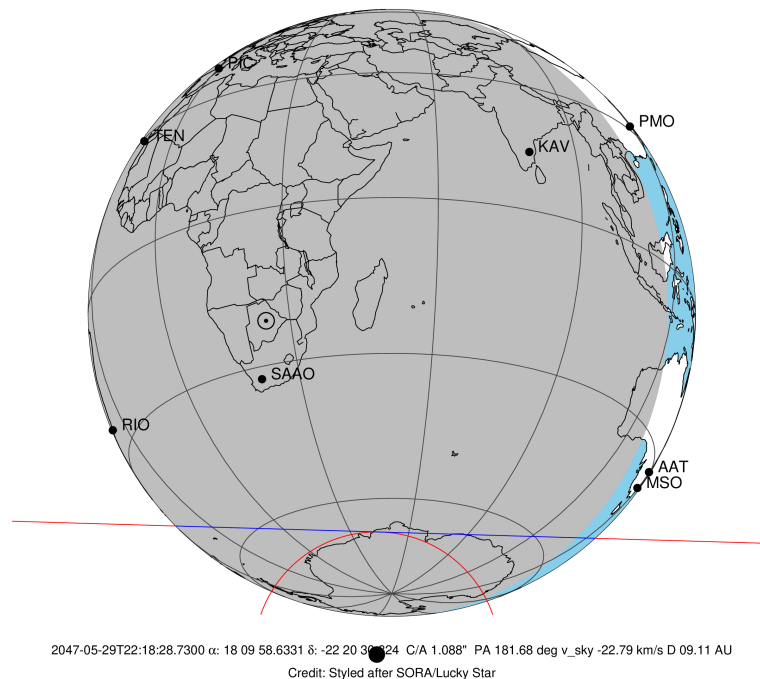 PIC
TEN
PMO
KAV
SAAO
RIO
AAT
MSO
2047-05-29T22:18:28.7300 α: 18 09 58.6331 δ: -22 20 324 C/A 1.088" PA 181.68 deg v_sky -22.79 km/s D 09.11 AU
Credit: Styled after SORA/Lucky Star